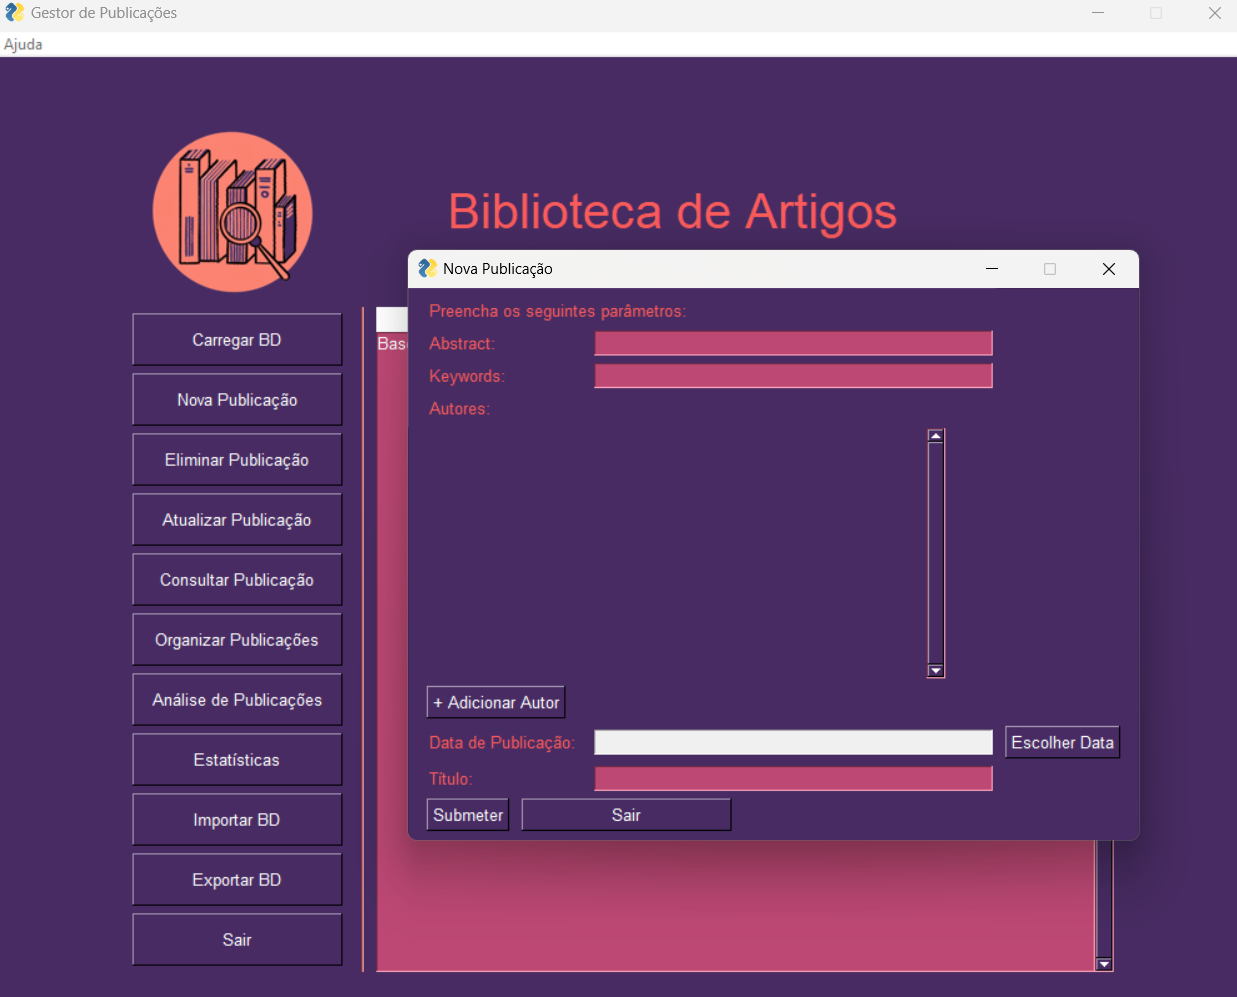 Gestor de Publicações
Ajuda
Biblioteca de Artigos
Carregar BD
Nova Publicação
Eliminar Publicação
Atualizar Publicação
Consultar Publicação
Organizar Publicações
Análise de Publicações
Estatísticas
Importar BD
Exportar BD
Sair
Bas
Nova Publicação
Preencha os seguintes parâmetros:
Abstract:
Keywords:
Autores:
+ Adicionar Autor
Data de Publicação:
Escolher Data
Título:
Submeter
Sair